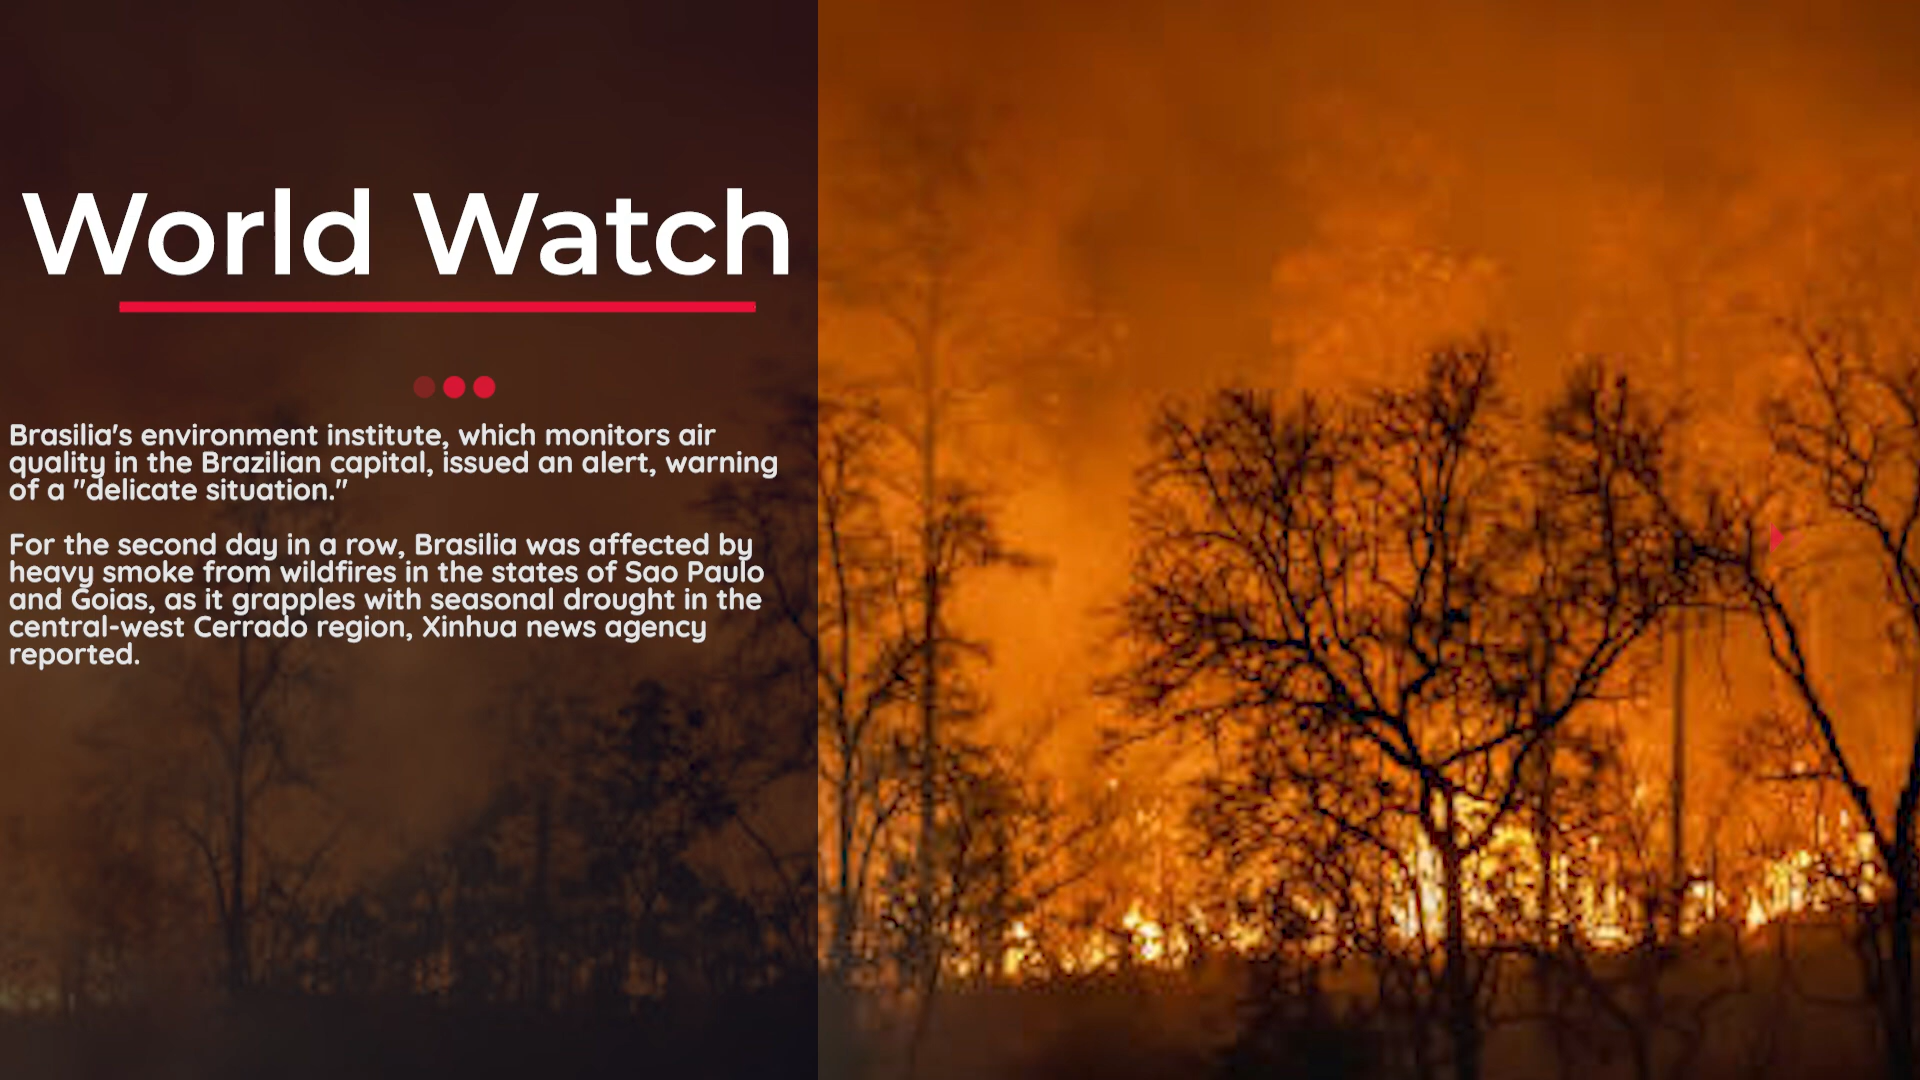 World Watch
Brasilia's environment institute, which monitors air
quality in the Brazilian capital, issued an alert, warning
of a "delicate situation."
For the second day in a row, Brasilia was affected by
heavy smoke from wildfires in the states of Sao Paulo
and Goias, as it grapples with seasonal drought in the
central-west Cerrado region, Xinhua news agency
reported.